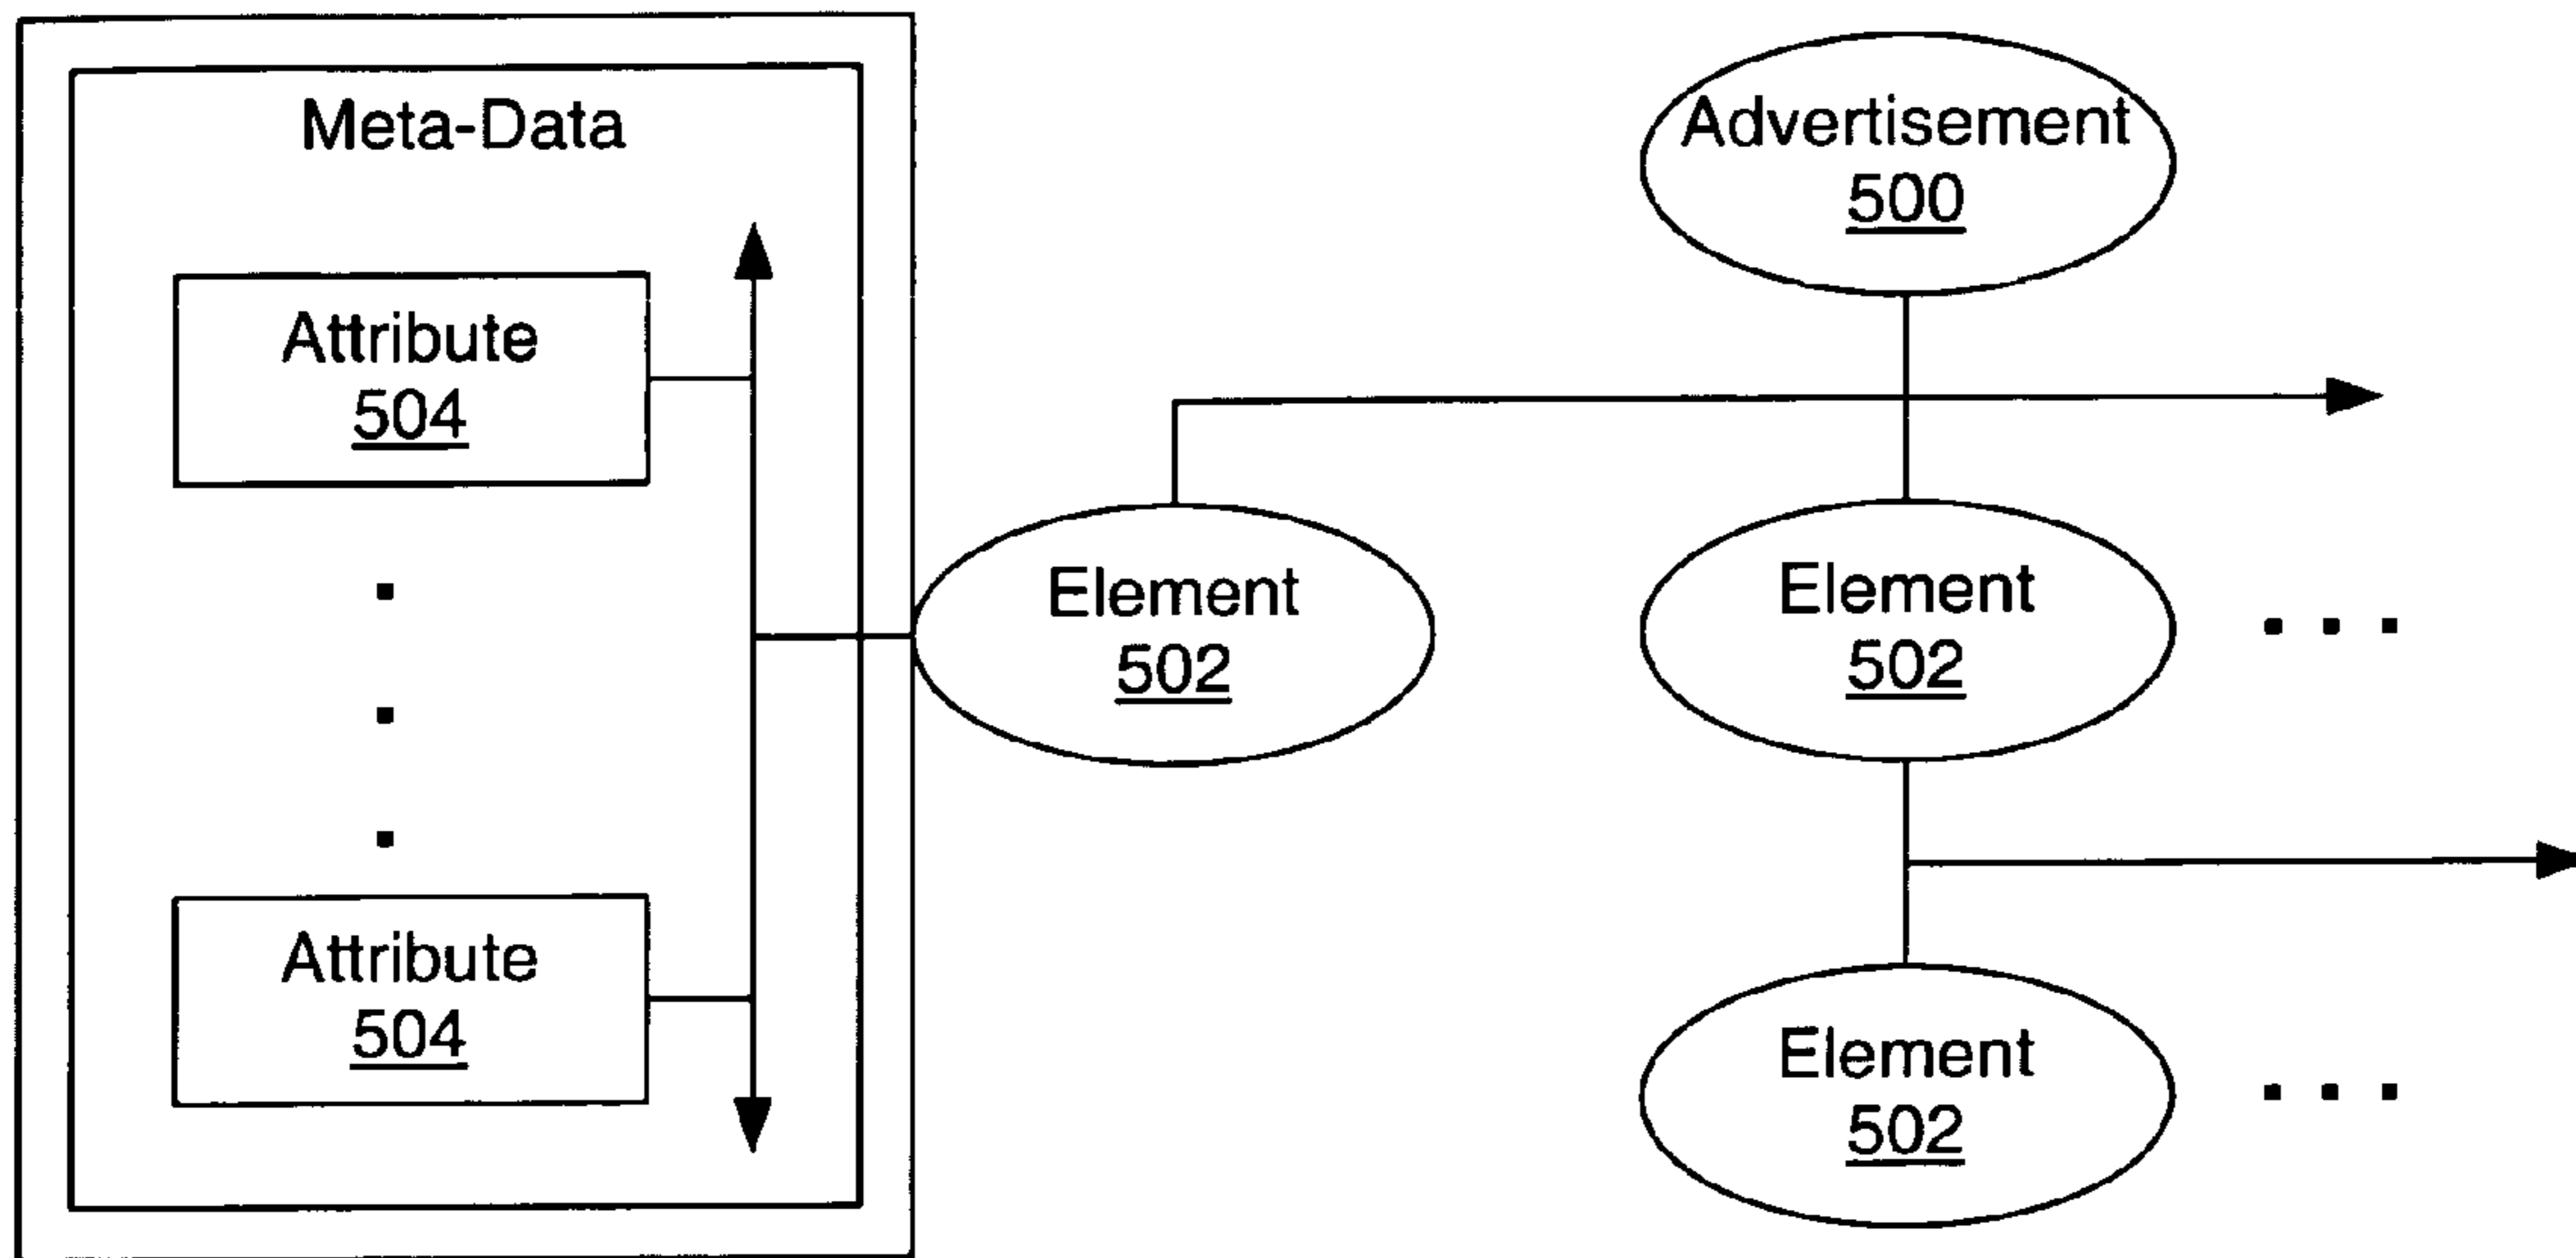 Meta-Data
Attribute
504
Attribute
504
Advertisement
500
Element
502
Element
502
. . .
Element
502
. . .